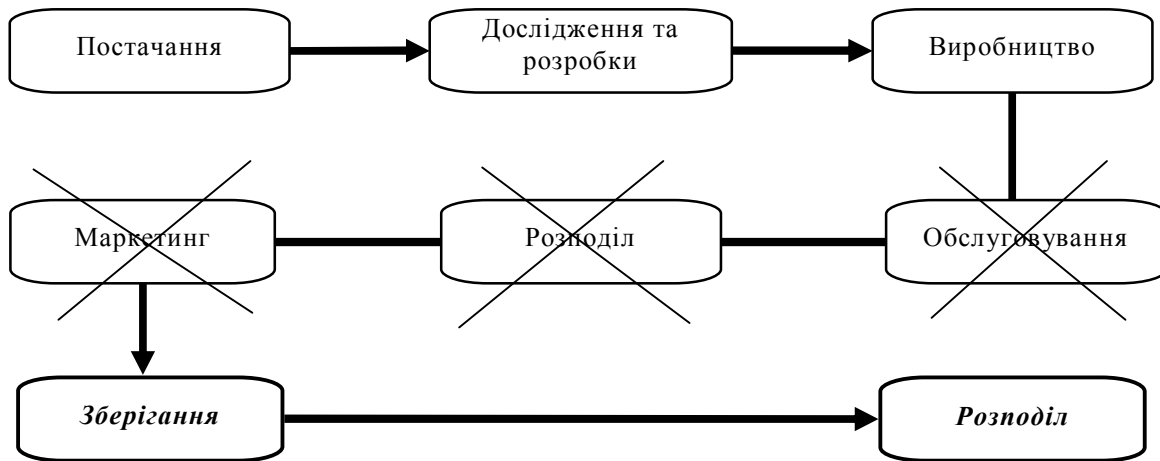 Постачання
Дослідження та
розробки
Виробництво
Маркетинг
Розподіл
Обслуговування
Зберігання
Розподіл